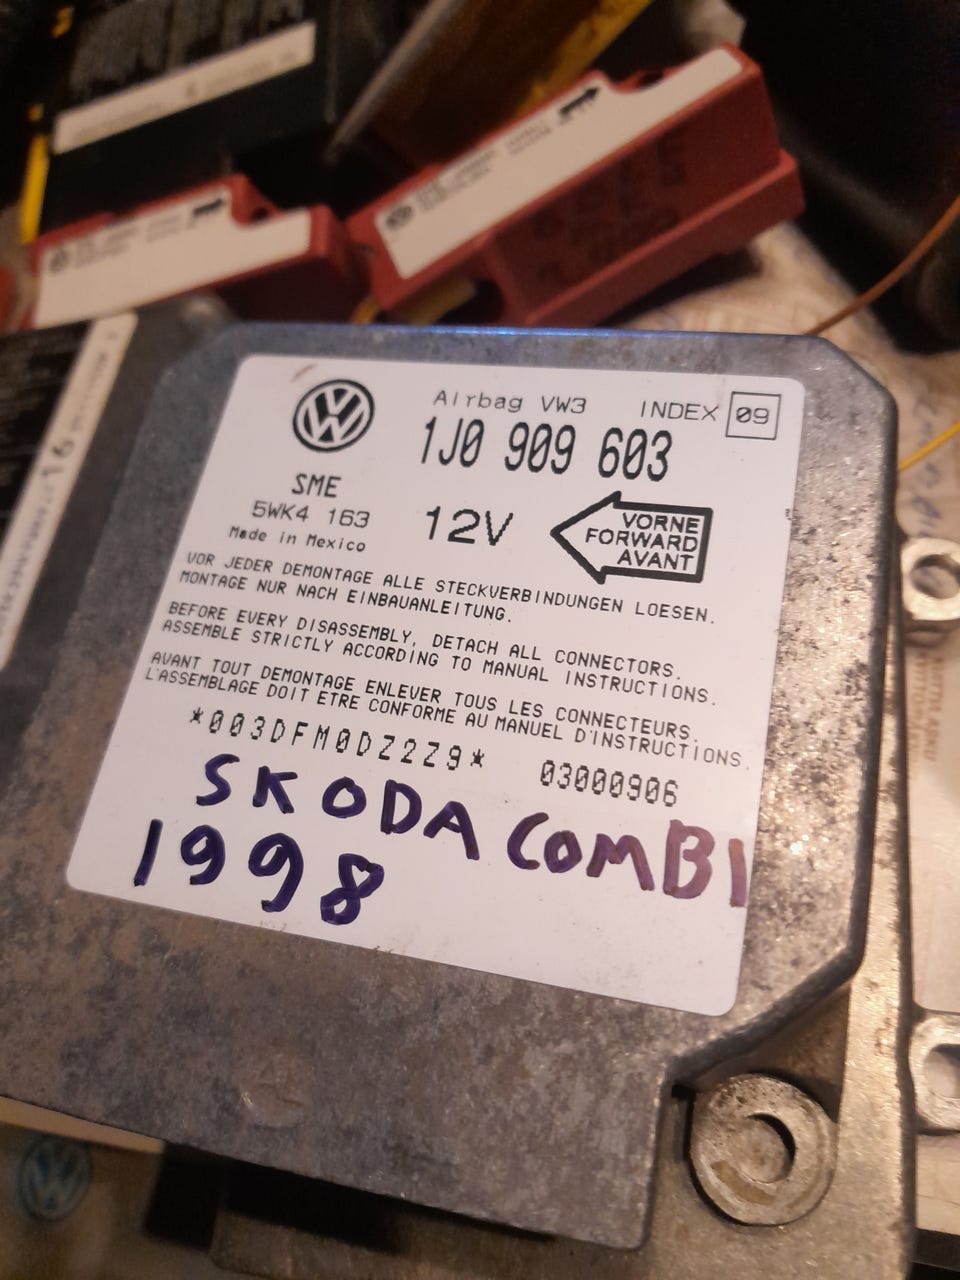 Airbag VW3 INDEX 09
1J0 909 603
SME
5WK4 163
Made in Mexico
12V
VORNE
FORWARD
AVANT
VOR JEDER DEMONTAGE ALLE STECKVERBINDUNGEN LOESEN.
MONTAGE NUR NACH EINBAUANLEITUNG.
BEFORE EVERY DISASSEMBLY, DETACH ALL CONNECTORS.
ASSEMBLE STRICTLY ACCORDING TO MANUAL INSTRUCTIONS.
AVANT TOUT DEMONTAGE ENLEVER TOUS LES CONNECTEURS.
L'ASSEMBLAGE DOIT ETRE CONFORME AU MANUEL D'INSTRUCTIONS.
*003DFM0DZ2Z9* 03000906
SKODA COMBI
1998